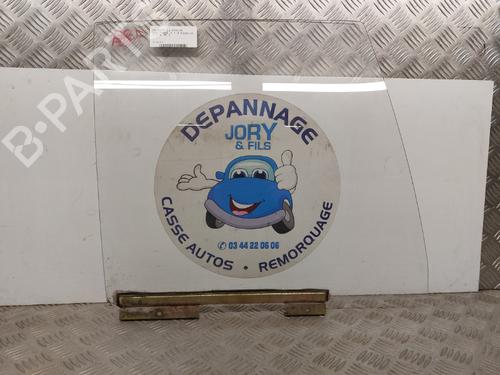 B-PARTS
DEPANNAGE
JORY
& FILS
03 44 22 06 06
CASSE AUTOS • REMORQUAGE